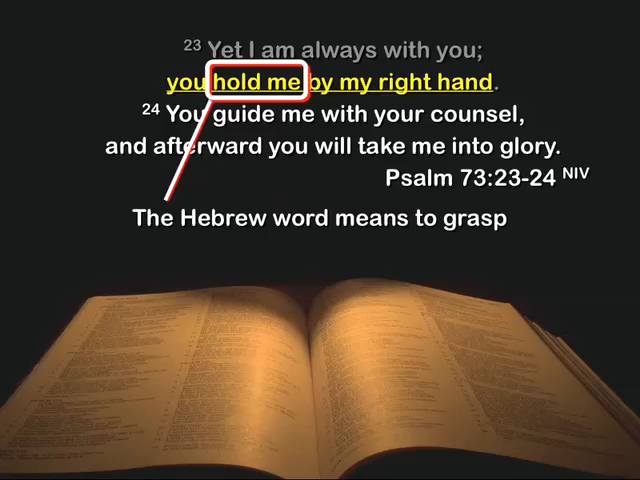 23 Yet I am always with you;
you hold me by my right hand.
24 You guide me with your counsel,
and afterward you will take me into glory.
Psalm 73:23-24 NIV
The Hebrew word means to grasp